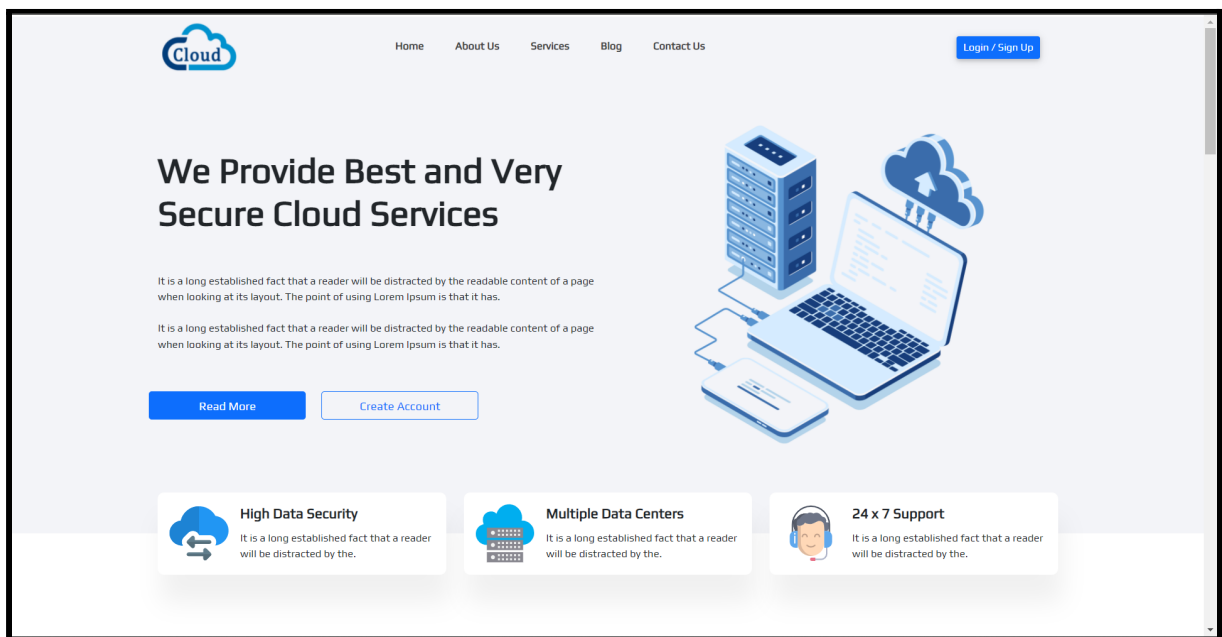 Cloud
Home About Us Services Blog Contact Us
Login / Sign Up
We Provide Best and Very
Secure Cloud Services
It is a long established fact that a reader will be distracted by the readable content of a page
when looking at its layout. The point of using Lorem Ipsum is that it has.
It is a long established fact that a reader will be distracted by the readable content of a page
when looking at its layout. The point of using Lorem Ipsum is that it has.
Read More
Create Account
High Data Security
It is a long established fact that a reader
will be distracted by the.
Multiple Data Centers
It is a long established fact that a reader
will be distracted by the.
24 x 7 Support
It is a long established fact that a reader
will be distracted by the.